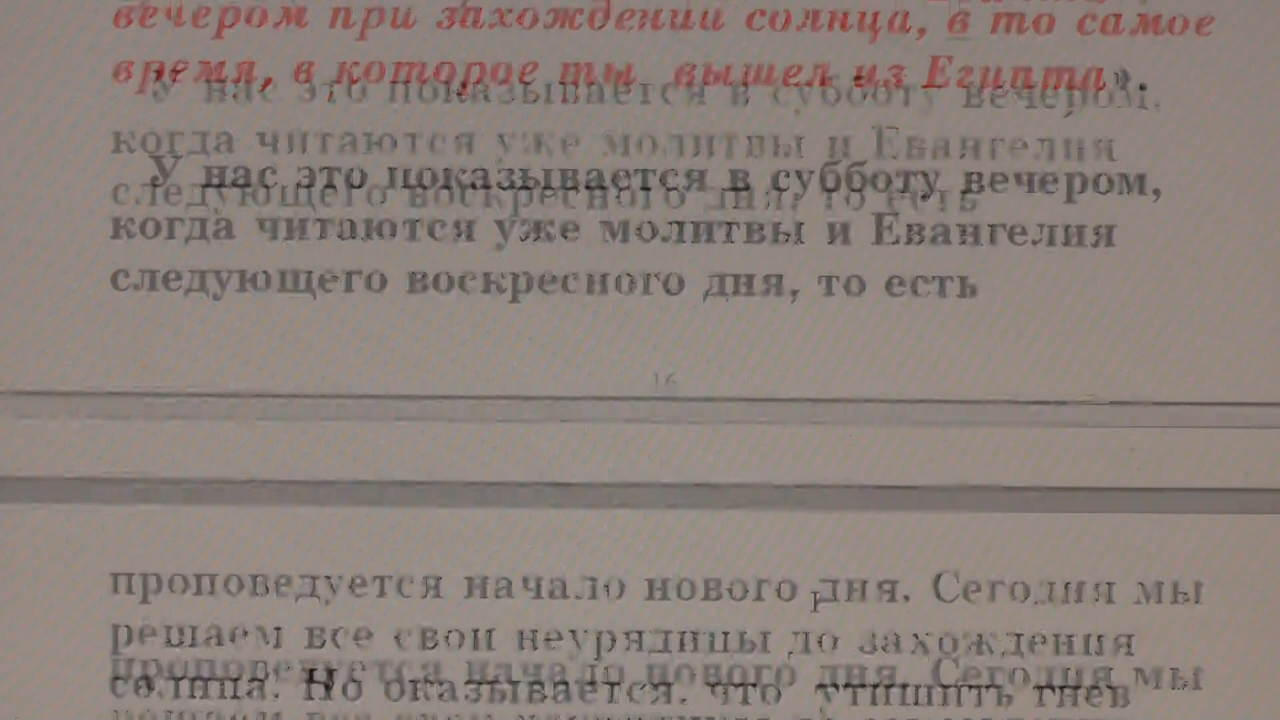 вечером при захождении солнца, в то самое
время, в которое ты вышел из Египта».
У нас это показывается в субботу вечером,
когда читаются уже молитвы и Евангелия
следующего воскресного дня, то есть
16
проповедуется начало нового дня. Сегодня мы
решаем все свои неурядицы до захождения
солнца. Но оказывается, что утишить гнев